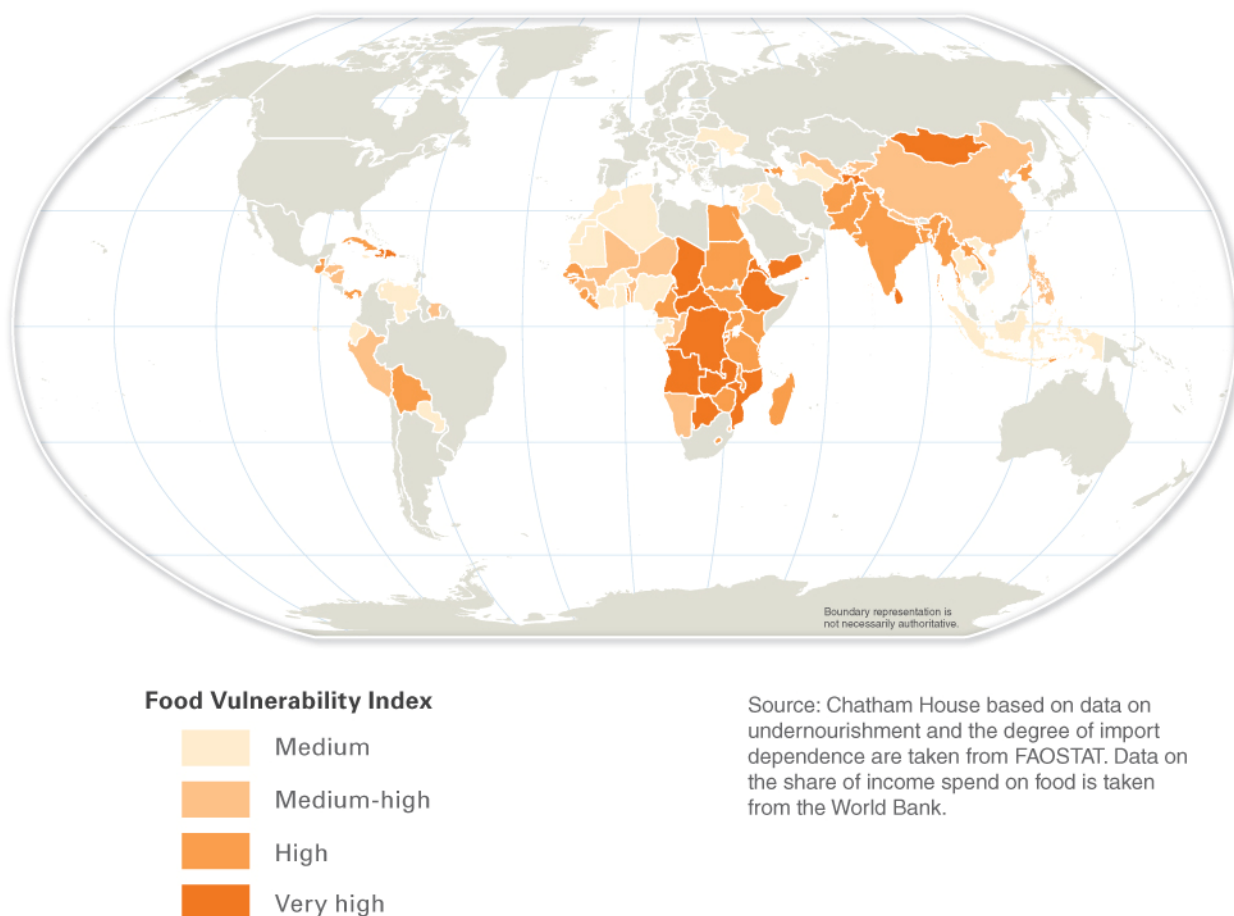 Boundary representation is
not necessarily authoritative.
Food Vulnerability Index
Medium
Medium-high
High
Very high
Source: Chatham House based on data on
undernourishment and the degree of import
dependence are taken from FAOSTAT. Data on
the share of income spend on food is taken
from the World Bank.